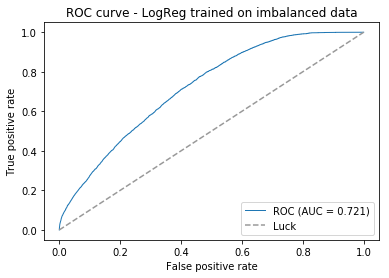 ROC curve - LogReg trained on imbalanced data
True positive rate
1.0
0.8
0.6
0.4
0.2
0.0
ROC (AUC = 0.721)
Luck
0.0 0.2 0.4 0.6 0.8 1.0
False positive rate